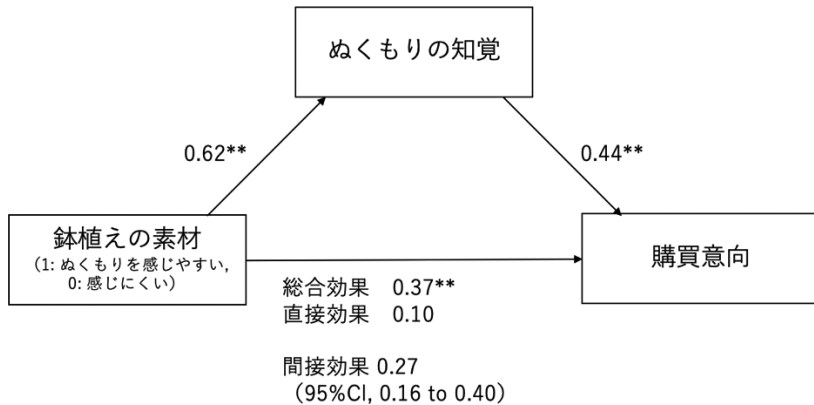 ぬくもりの知覚
0.62**
0.44**
鉢植えの素材
（1: ぬくもりを感じやすい,
0: 感じにくい）
購買意向
総合効果　0.37**
直接効果　0.10
間接効果 0.27
（95%CI, 0.16 to 0.40）